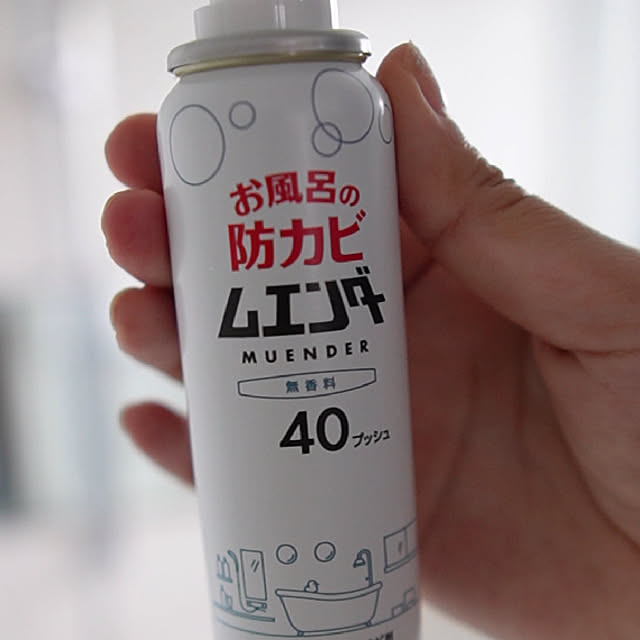 お風呂の
防カビ
ムエンダー
MUENDER
無香料
40プッシュ